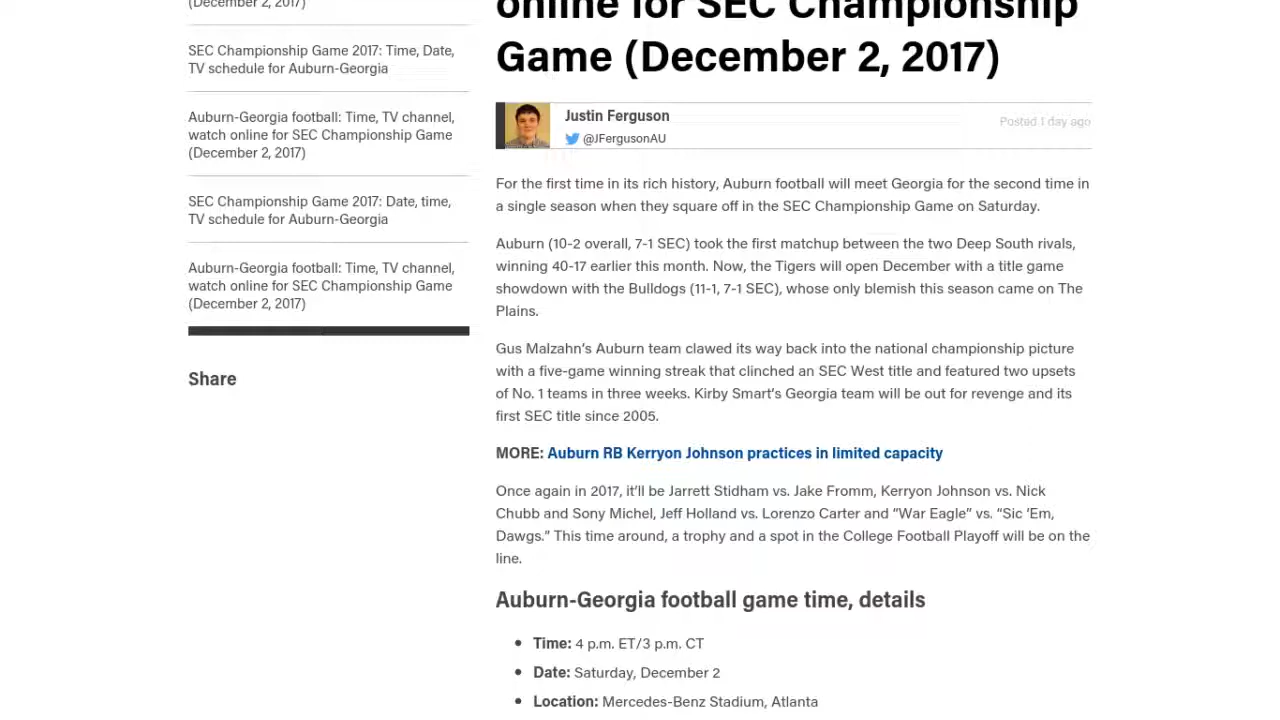 (December 2, 2017)
SEC Championship Game 2017: Time, Date,
TV schedule for Auburn-Georgia
Auburn-Georgia football: Time, TV channel,
watch online for SEC Championship Game
(December 2, 2017)
SEC Championship Game 2017: Date, time,
TV schedule for Auburn-Georgia
Auburn-Georgia football: Time, TV channel,
watch online for SEC Championship Game
(December 2, 2017)
Share
online for SEC Championship
Game (December 2, 2017)
Justin Ferguson
@JFergusonAU
Posted 1 day ago
For the first time in its rich history, Auburn football will meet Georgia for the second time in
a single season when they square off in the SEC Championship Game on Saturday.
Auburn (10-2 overall, 7-1 SEC) took the first matchup between the two Deep South rivals,
winning 40-17 earlier this month. Now, the Tigers will open December with a title game
showdown with the Bulldogs (11-1, 7-1 SEC), whose only blemish this season came on The
Plains.
Gus Malzahn’s Auburn team clawed its way back into the national championship picture
with a five-game winning streak that clinched an SEC West title and featured two upsets
of No. 1 teams in three weeks. Kirby Smart’s Georgia team will be out for revenge and its
first SEC title since 2005.
MORE: Auburn RB Kerryon Johnson practices in limited capacity
Once again in 2017, it’ll be Jarrett Stidham vs. Jake Fromm, Kerryon Johnson vs. Nick
Chubb and Sony Michel, Jeff Holland vs. Lorenzo Carter and “War Eagle” vs. “Sic ’Em,
Dawgs.” This time around, a trophy and a spot in the College Football Playoff will be on the
line.
Auburn-Georgia football game time, details
• Time: 4 p.m. ET/3 p.m. CT
• Date: Saturday, December 2
• Location: Mercedes-Benz Stadium, Atlanta